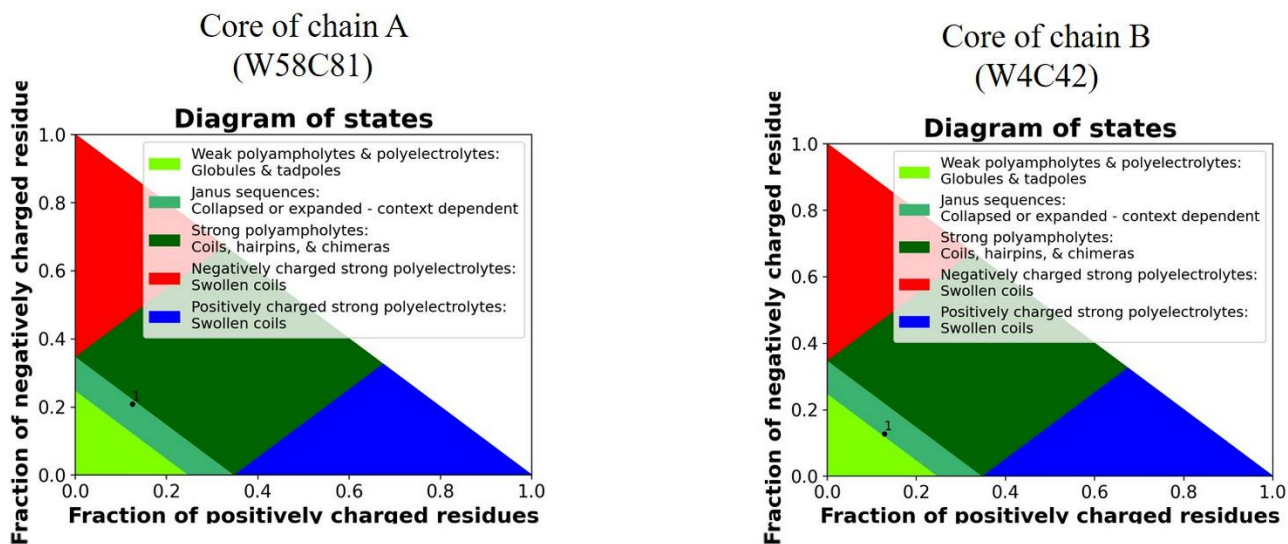 Core of chain A
(W58C81)
Diagram of states
Fraction of negatively charged residue
1.0
0.8
0.6
0.4
0.2
0.0
Weak polyampholytes & polyelectrolytes:
Globules & tadpoles
Janus sequences:
Collapsed or expanded - context dependent
Strong polyampholytes:
Coils, hairpins, & chimeras
Negatively charged strong polyelectrolytes:
Swollen coils
Positively charged strong polyelectrolytes:
Swollen coils
1
0.0 0.2 0.4 0.6 0.8 1.0
Fraction of positively charged residues
Core of chain B
(W4C42)
Diagram of states
Fraction of negatively charged residue
1.0
0.8
0.6
0.4
0.2
0.0
Weak polyampholytes & polyelectrolytes:
Globules & tadpoles
Janus sequences:
Collapsed or expanded - context dependent
Strong polyampholytes:
Coils, hairpins, & chimeras
Negatively charged strong polyelectrolytes:
Swollen coils
Positively charged strong polyelectrolytes:
Swollen coils
1
0.0 0.2 0.4 0.6 0.8 1.0
Fraction of positively charged residues